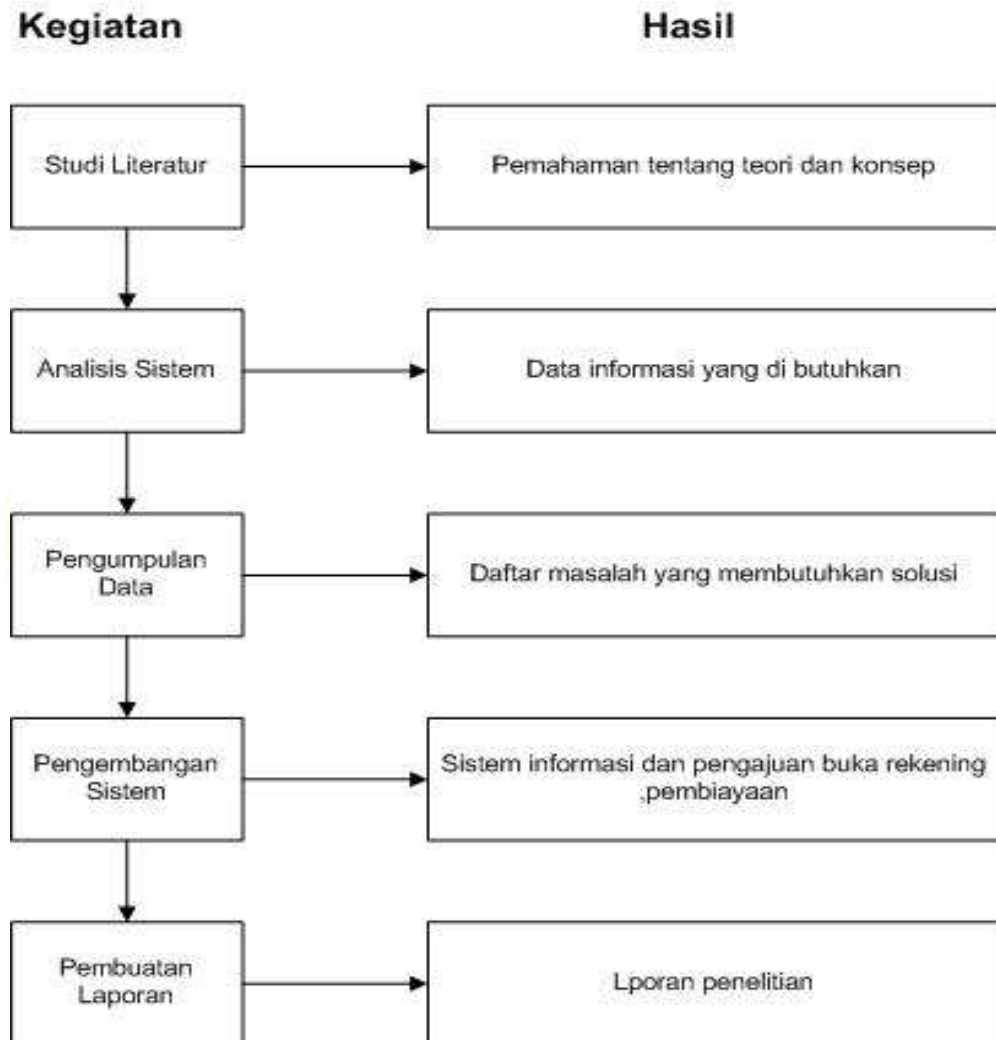 Kegiatan
Hasil
Studi Literatur
Pemahaman tentang teori dan konsep
Analisis Sistem
Data informasi yang di butuhkan
Pengumpulan
Data
Daftar masalah yang membutuhkan solusi
Pengembangan
Sistem
Sistem informasi dan pengajuan buka rekening
,pembiayaan
Pembuatan
Laporan
Lporan penelitian